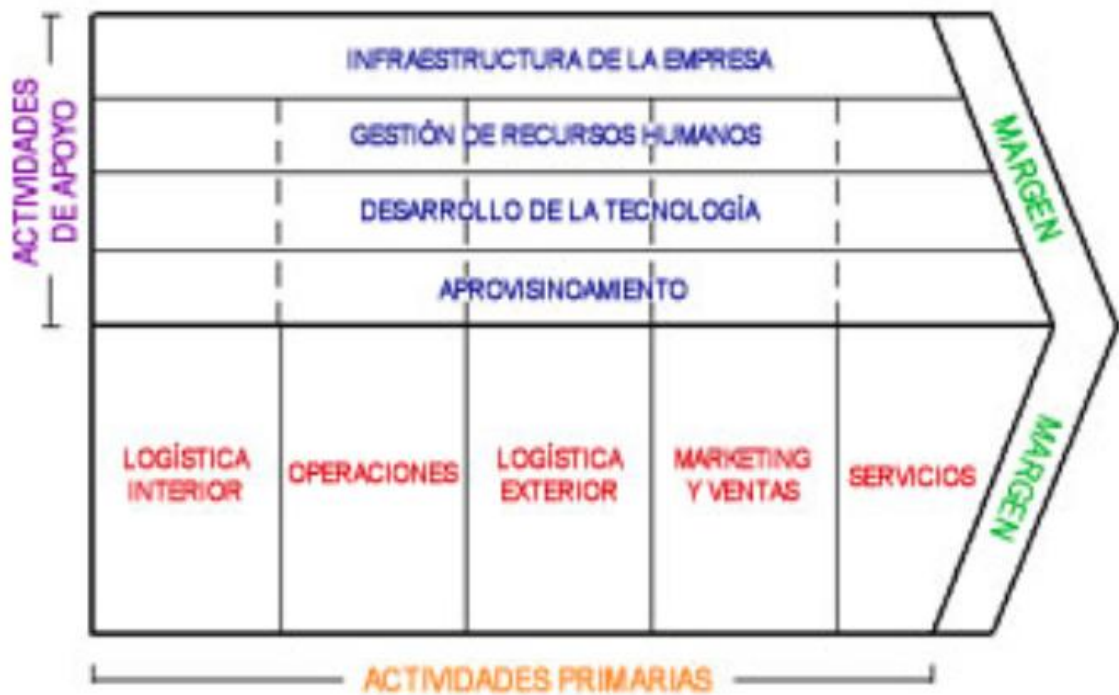 ACTIVIDADES
DE APOYO
INFRAESTRUCTURA DE LA EMPRESA
GESTIÓN DE RECURSOS HUMANOS
DESARROLLO DE LA TECNOLOGÍA
APROVISINOAMIENTO
MARGEN
LOGÍSTICA
INTERIOR
OPERACIONES
LOGÍSTICA
EXTERIOR
MARKETING
Y VENTAS
SERVICIOS
MARGEN
ACTIVIDADES PRIMARIAS